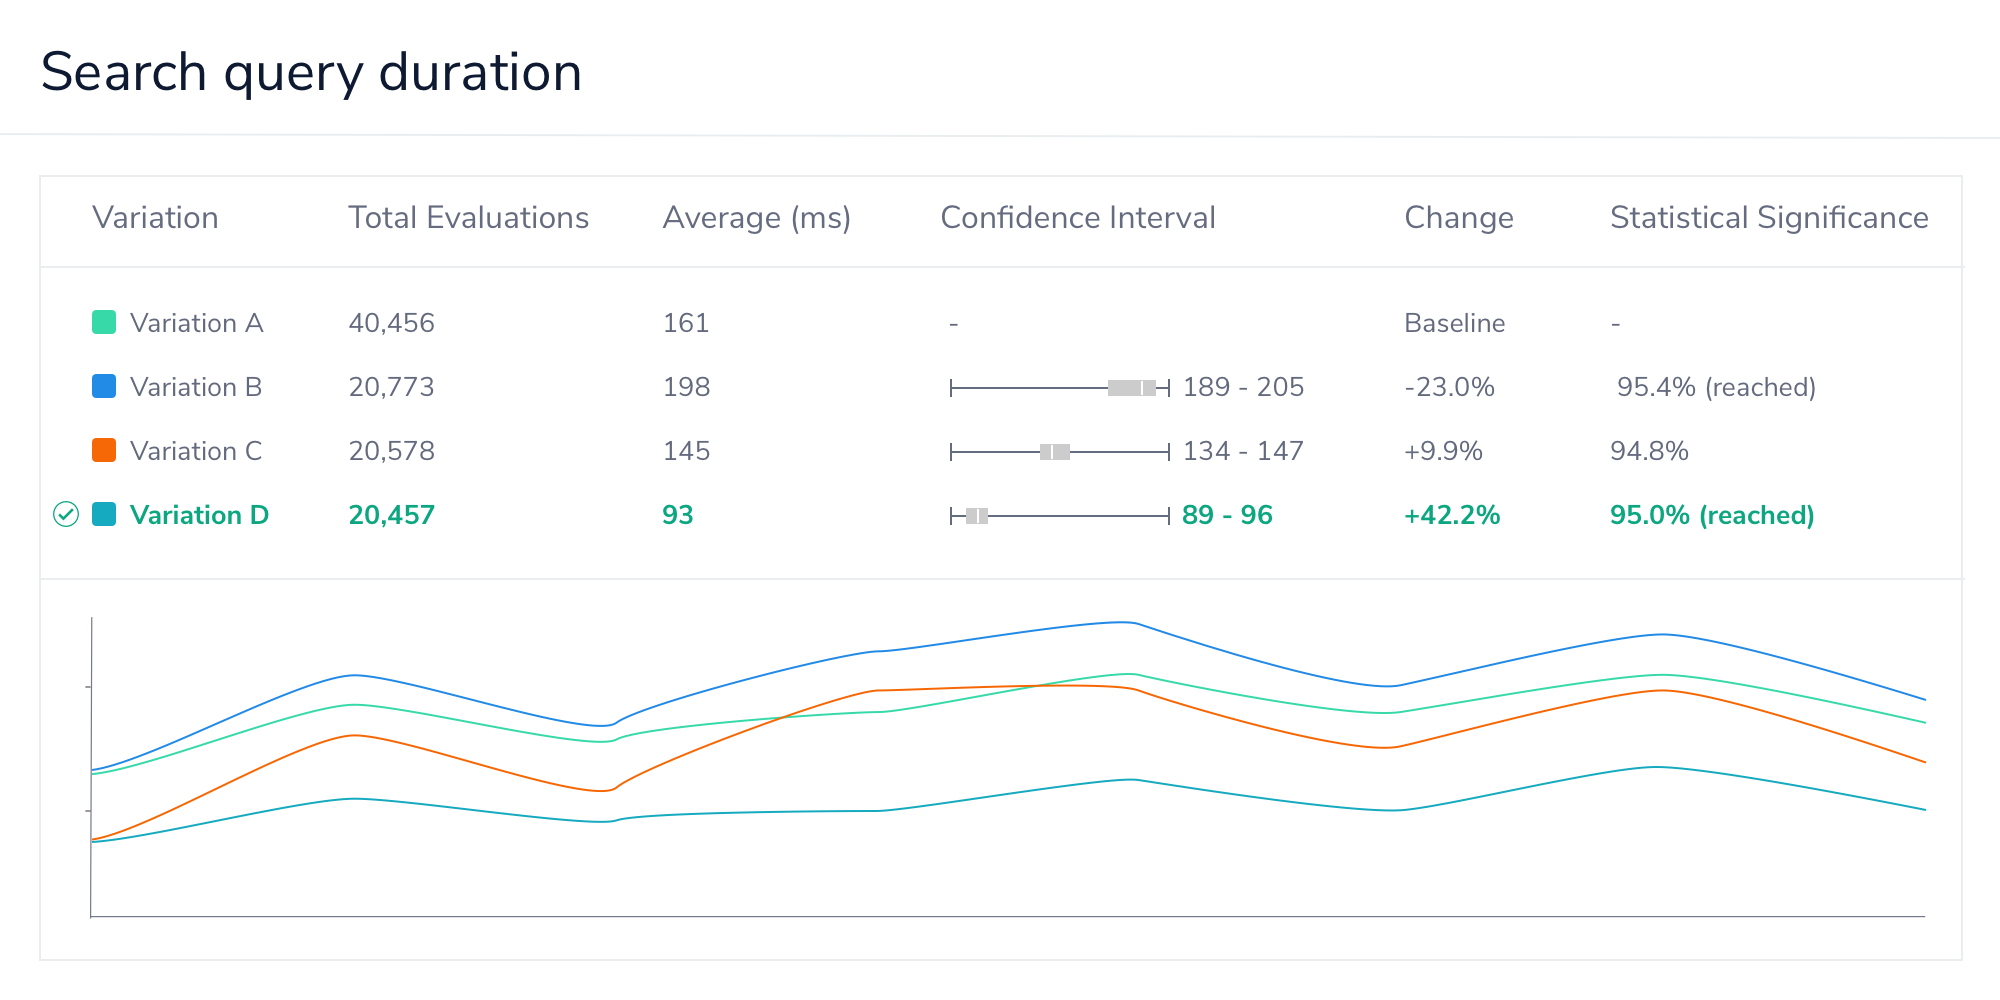 Search query duration
Variation Total Evaluations Average (ms) Confidence Interval Change Statistical Significance
Variation A 40,456 161 - Baseline -
Variation B 20,773 198 189 - 205 -23.0% 95.4% (reached)
Variation C 20,578 145 134 - 147 +9.9% 94.8%
Variation D 20,457 93 89 - 96 +42.2% 95.0% (reached)